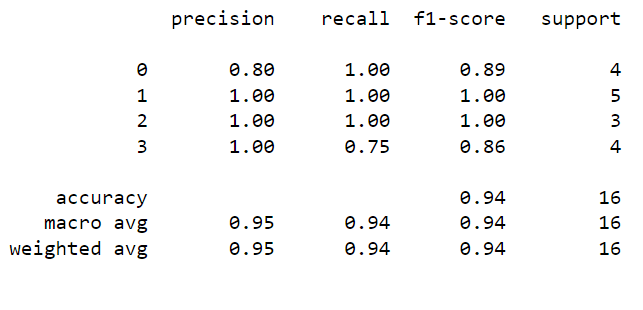 precision recall f1-score support
0 0.80 1.00 0.89 4
1 1.00 1.00 1.00 5
2 1.00 1.00 1.00 3
3 1.00 0.75 0.86 4
accuracy 0.94 16
macro avg 0.95 0.94 0.94 16
weighted avg 0.95 0.94 0.94 16